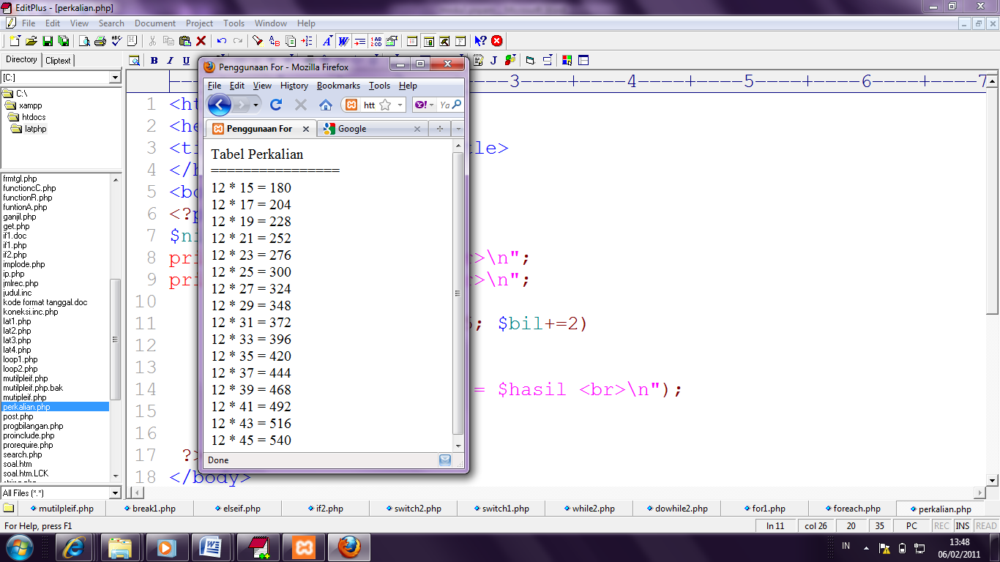 EditPlus - [perkalian.php]
File Edit View Search Document Project Tools Window Help
Directory Cliptext
B I U
[C:]
C:\
xampp
htdocs
latphp
frmtgl.php
functionC.php
functionR.php
funtionA.php
ganjil.php
get.php
if1.doc
if1.php
if2.php
implode.php
ip.php
jmlrec.php
judul.inc
kode format tanggal.doc
koneksi.inc.php
lat1.php
lat2.php
lat3.php
lat4.php
loop1.php
loop2.php
mutilpleif.php
mutilpleif.php.bak
mutipleif.php
perkalian.php
post.php
progbilangan.php
proinclude.php
prorequire.php
search.php
soal.htm
soal.htm.LCK
All Files (*.*)
Penggunaan For - Mozilla Firefox
File Edit View History Bookmarks Tools Help
htt Ya
Penggunaan For Google
Tabel Perkalian
================
12 * 15 = 180
12 * 17 = 204
12 * 19 = 228
12 * 21 = 252
12 * 23 = 276
12 * 25 = 300
12 * 27 = 324
12 * 29 = 348
12 * 31 = 372
12 * 33 = 396
12 * 35 = 420
12 * 37 = 444
12 * 39 = 468
12 * 41 = 492
12 * 43 = 516
12 * 45 = 540
Done
3 4 5 6 7
1 <ht
2 <he
3 <ti tle>
4 </h
5 <bo
6 <?p
7 $ni
8 pri >\n";
9 pri >\n";
10
11 ; $bil+=2)
12
13
14 = $hasil <br>\n");
15
16
17 ?>
18 </body>
mutilpleif.php break1.php elseif.php if2.php switch2.php switch1.php while2.php dowhile2.php for1.php foreach.php perkalian.php
For Help, press F1 ln 11 col 26 20 35 PC REC INS READ
IN 13:48
06/02/2011